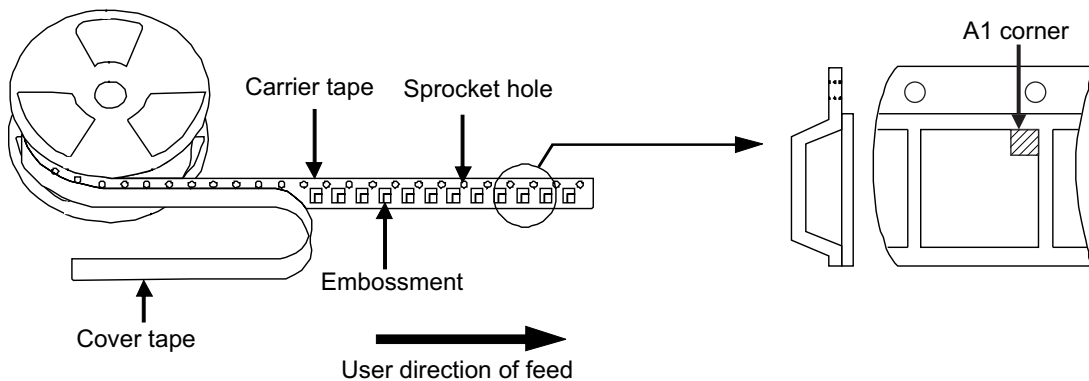 A1 corner
Carrier tape
Sprocket hole
Embossment
Cover tape
User direction of feed